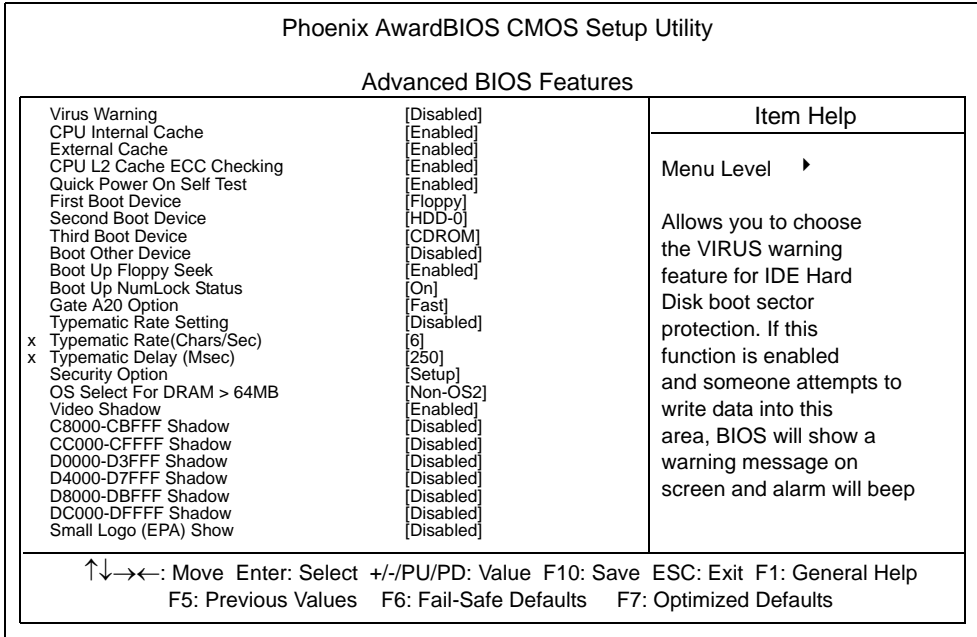 Phoenix AwardBIOS CMOS Setup Utility
Advanced BIOS Features
Virus Warning [Disabled]
CPU Internal Cache [Enabled]
External Cache [Enabled]
CPU L2 Cache ECC Checking [Enabled]
Quick Power On Self Test [Enabled]
First Boot Device [Floppy]
Second Boot Device [HDD-0]
Third Boot Device [CDROM]
Boot Other Device [Disabled]
Boot Up Floppy Seek [Enabled]
Boot Up NumLock Status [On]
Gate A20 Option [Fast]
Typematic Rate Setting [Disabled]
x Typematic Rate(Chars/Sec) [6]
x Typematic Delay (Msec) [250]
Security Option [Setup]
OS Select For DRAM > 64MB [Non-OS2]
Video Shadow [Enabled]
C8000-CBFFF Shadow [Disabled]
CC000-CFFFF Shadow [Disabled]
D0000-D3FFF Shadow [Disabled]
D4000-D7FFF Shadow [Disabled]
D8000-DBFFF Shadow [Disabled]
DC000-DFFFF Shadow [Disabled]
Small Logo (EPA) Show [Disabled]
Item Help
Menu Level
Allows you to choose
the VIRUS warning
feature for IDE Hard
Disk boot sector
protection. If this
function is enabled
and someone attempts to
write data into this
area, BIOS will show a
warning message on
screen and alarm will beep
↑↓→←: Move Enter: Select +/-/PU/PD: Value F10: Save ESC: Exit F1: General Help
F5: Previous Values F6: Fail-Safe Defaults F7: Optimized Defaults